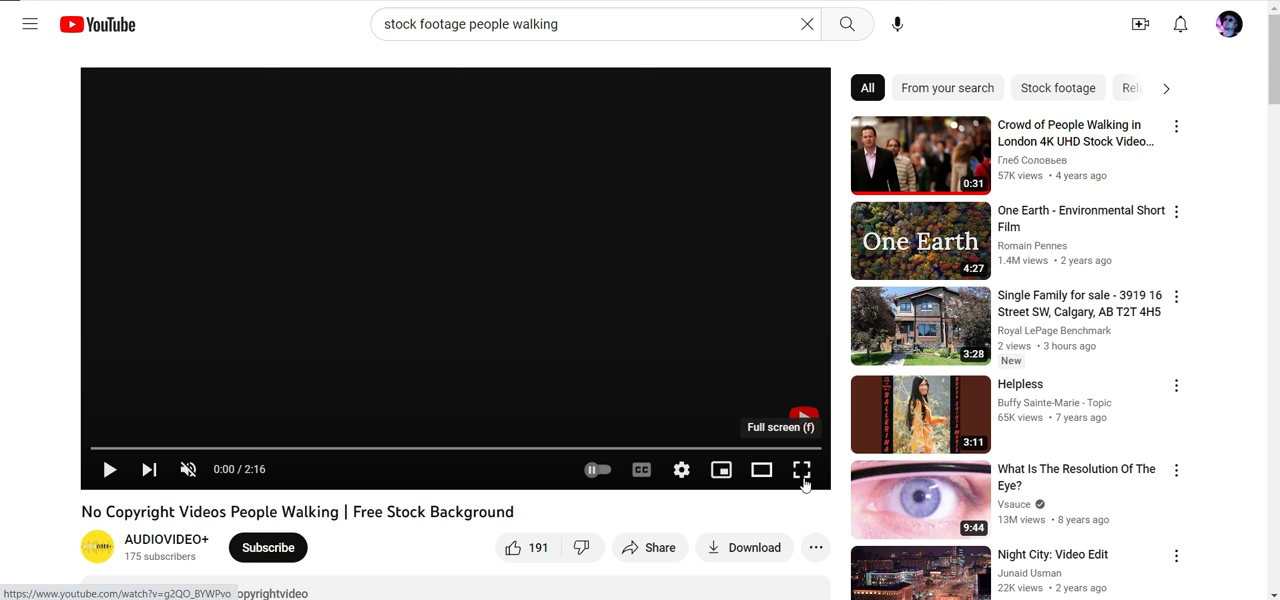 YouTube
stock footage people walking
All
From your search
Stock footage
Crowd of People Walking in
London 4K UHD Stock Video...
Глеб Соловьев
57K views • 4 years ago
0:31
One Earth - Environmental Short
Film
Romain Pennes
1.4M views • 2 years ago
One Earth
4:27
Single Family for sale - 3919 16
Street SW, Calgary, AB T2T 4H5
Royal LePage Benchmark
2 views • 3 hours ago
New
3:28
Helpless
Buffy Sainte-Marie - Topic
65K views • 7 years ago
3:11
What Is The Resolution Of The
Eye?
Vsauce
13M views • 8 years ago
9:44
Night City: Video Edit
Junaid Usman
22K views • 2 years ago
Full screen (f)
0:00 / 2:16
CC
No Copyright Videos People Walking | Free Stock Background
AUDIOVIDEO+
175 subscribers
Subscribe
191
Share
Download
https://www.youtube.com/watch?v=g2QO_BYWPvo
opyrightvideo